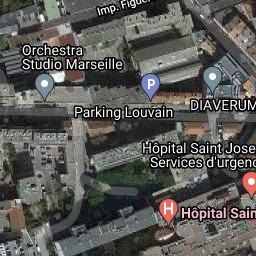 Imp. Figue
Orchestra
Studio Marseille
P
Parking Louvain
DIAVERUM
Hôpital Saint Jose
Services d'urgenc
H
Hôpital Sain